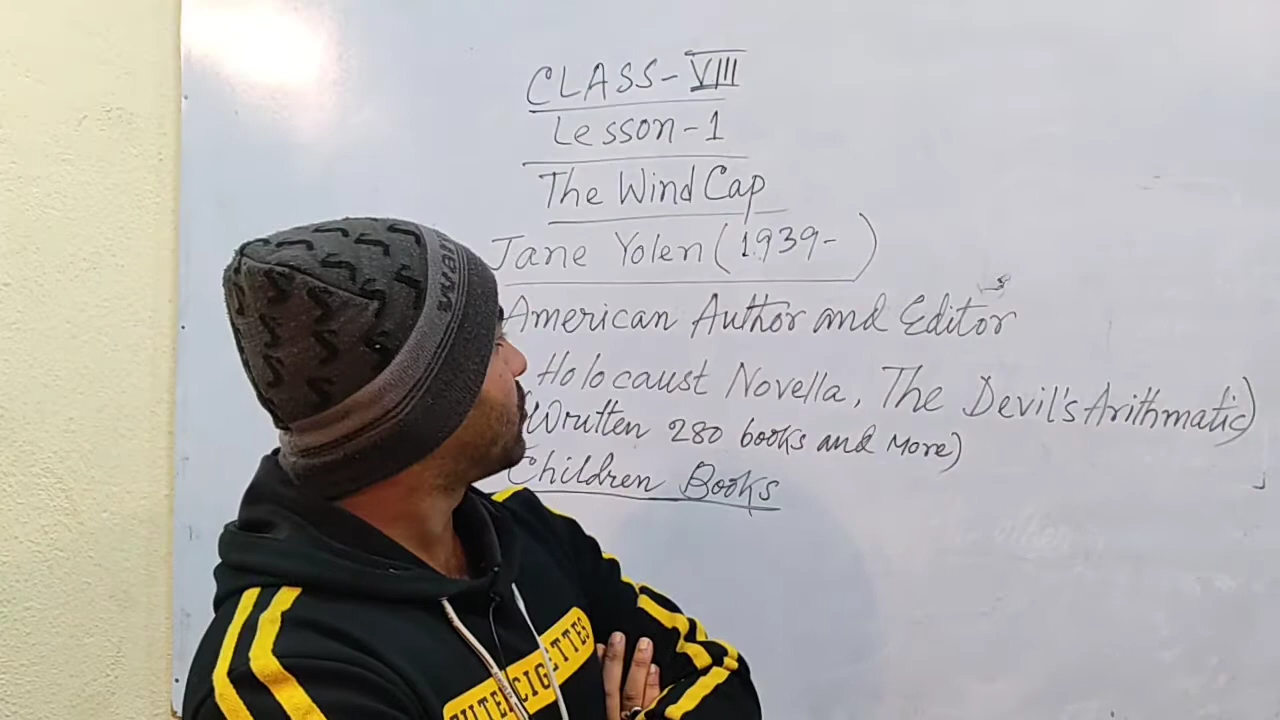 CLASS-VIII
Lesson-1
The Wind Cap
Jane Yolen (1939- )
American Author and Editor
Holocaust Novella, The Devil's Arithmatic)
(Written 280 books and More)
Children Books